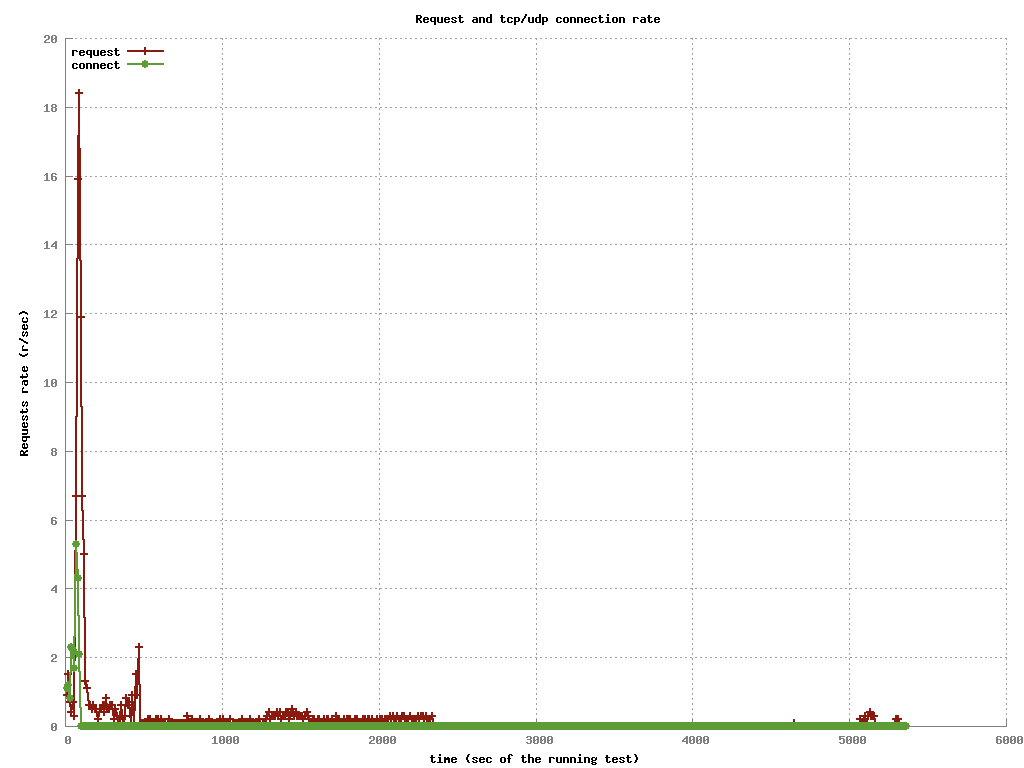 Request and tcp/udp connection rate
request
connect
20
18
16
14
12
10
8
6
4
2
0
Requests rate (r/sec)
0 1000 2000 3000 4000 5000 6000
time (sec of the running test)